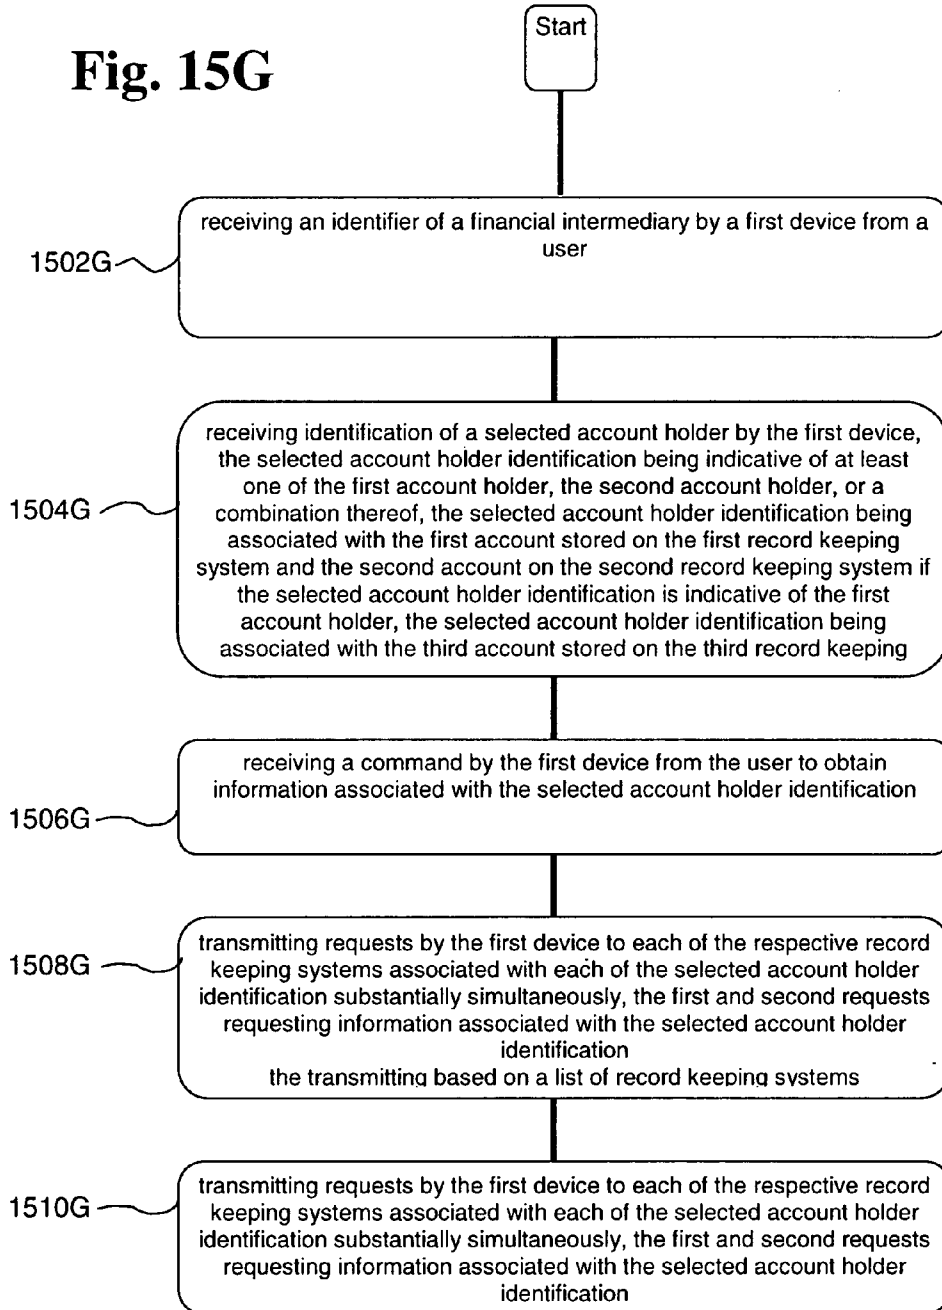 Fig. 15G
Start
receiving an identifier of a financial intermediary by a first device from a
user
1502G
receiving identification of a selected account holder by the first device,
the selected account holder identification being indicative of at least
one of the first account holder, the second account holder, or a
combination thereof, the selected account holder identification being
associated with the first account stored on the first record keeping
system and the second account on the second record keeping system if
the selected account holder identification is indicative of the first
account holder, the selected account holder identification being
associated with the third account stored on the third record keeping
1504G
receiving a command by the first device from the user to obtain
information associated with the selected account holder identification
1506G
transmitting requests by the first device to each of the respective record
keeping systems associated with each of the selected account holder
identification substantially simultaneously, the first and second requests
requesting information associated with the selected account holder
identification
the transmitting based on a list of record keeping systems
1508G
transmitting requests by the first device to each of the respective record
keeping systems associated with each of the selected account holder
identification substantially simultaneously, the first and second requests
requesting information associated with the selected account holder
identification
1510G